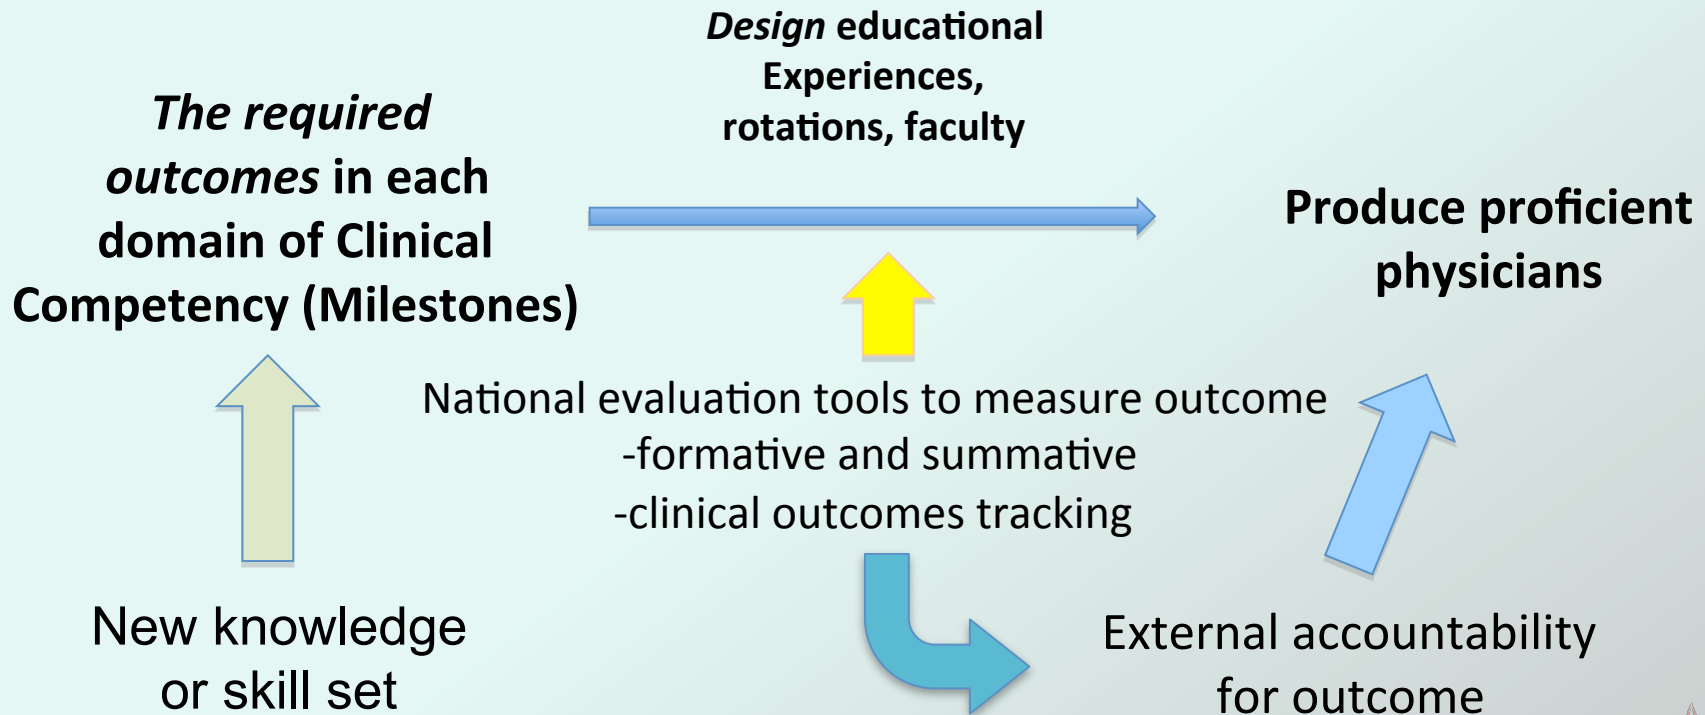 Design educational
Experiences,
rotations, faculty
The required
outcomes in each
domain of Clinical
Competency (Milestones)
Produce proficient
physicians
National evaluation tools to measure outcome
-formative and summative
-clinical outcomes tracking
New knowledge
or skill set
External accountability
for outcome